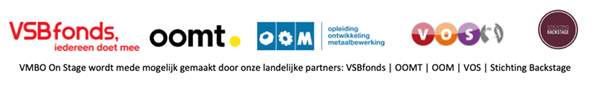 VSBfonds,
iedereen doet mee
oomt.
OOM
opleiding
ontwikkeling
metaalbewerking
VOS
STICHTING
BACKSTAGE
VMBO On Stage wordt mede mogelijk gemaakt door onze landelijke partners: VSBfonds | OOMT | OOM | VOS | Stichting Backstage